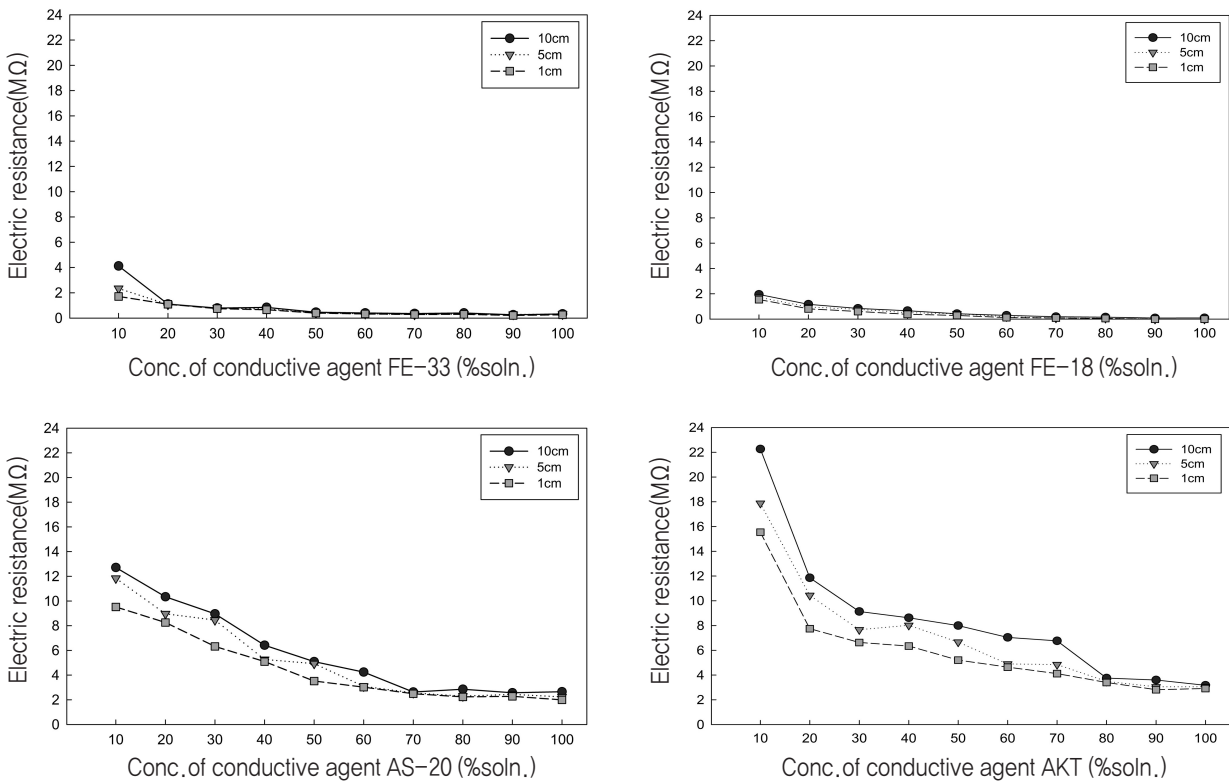 Electric resistance(MΩ)
24
22
20
18
16
14
12
10
8
6
4
2
0
10cm
5cm
1cm
10 20 30 40 50 60 70 80 90 100
Conc.of conductive agent FE-33 (%soln.)
Electric resistance(MΩ)
24
22
20
18
16
14
12
10
8
6
4
2
0
10cm
5cm
1cm
10 20 30 40 50 60 70 80 90 100
Conc.of conductive agent FE-18 (%soln.)
Electric resistance(MΩ)
24
22
20
18
16
14
12
10
8
6
4
2
0
10cm
5cm
1cm
10 20 30 40 50 60 70 80 90 100
Conc.of conductive agent AS-20 (%soln.)
Electric resistance(MΩ)
24
22
20
18
16
14
12
10
8
6
4
2
0
10cm
5cm
1cm
10 20 30 40 50 60 70 80 90 100
Conc.of conductive agent AKT (%soln.)